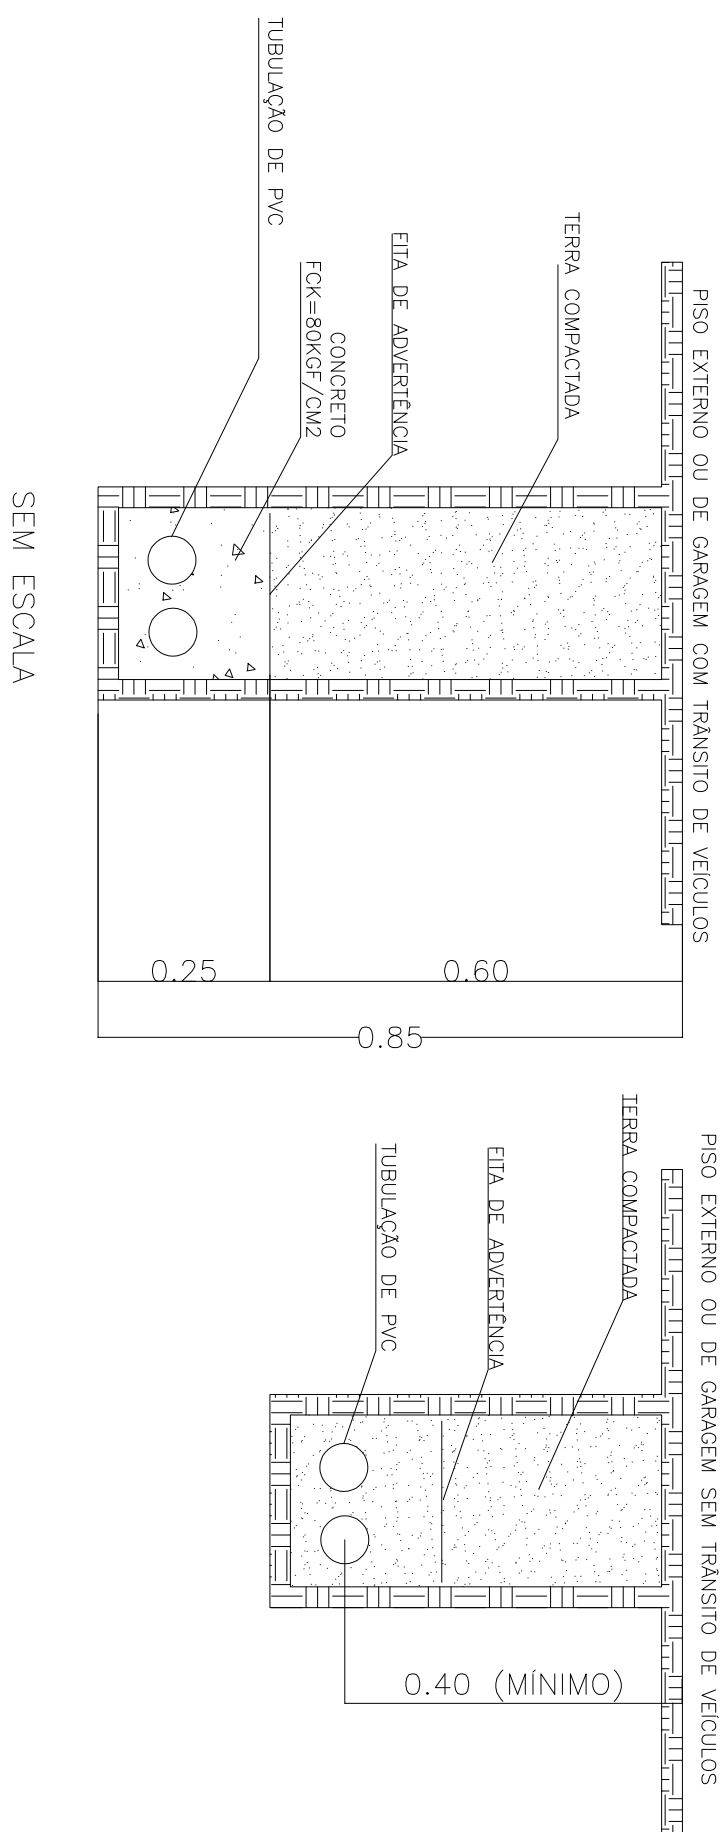 PISO EXTERNO OU DE GARAGEM COM TRÂNSITO DE VEÍCULOS
TERRA COMPACTADA
FITA DE ADVERTÊNCIA
CONCRETO
FCK=80KGF/CM2
TUBULAÇÃO DE PVC
0.60
0.25
0.85
SEM ESCALA
PISO EXTERNO OU DE GARAGEM SEM TRÂNSITO DE VEÍCULOS
TERRA COMPACTADA
FITA DE ADVERTÊNCIA
TUBULAÇÃO DE PVC
0.40 (MÍNIMO)